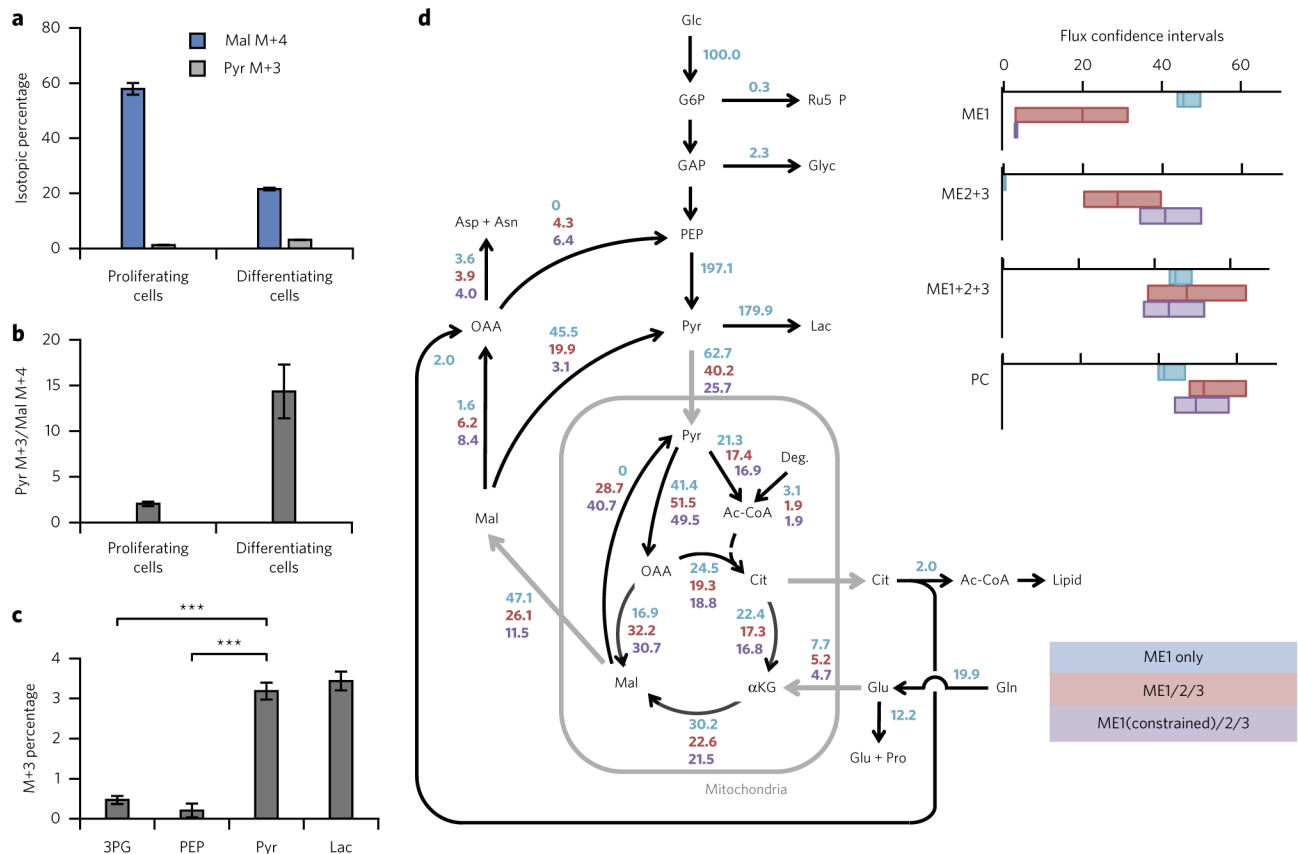 a
Mal M+4
Pyr M+3
Isotopic percentage
80
60
40
20
0
Proliferating
cells
Differentiating
cells
b
Pyr M+3/Mal M+4
20
15
10
5
0
Proliferating
cells
Differentiating
cells
c
M+3 percentage
4
3
2
1
0
***
***
3PG
PEP
Pyr
Lac
d
Glc
100.0
G6P
0.3
Ru5 P
GAP
2.3
Glyc
PEP
197.1
Pyr
179.9
Lac
Asp + Asn
0
4.3
6.4
3.6
3.9
4.0
OAA
2.0
45.5
19.9
3.1
62.7
40.2
25.7
1.6
6.2
8.4
Mal
47.1
26.1
11.5
Pyr
0
28.7
40.7
41.4
51.5
49.5
21.3
17.4
16.9
Deg.
3.1
1.9
1.9
Ac-CoA
OAA
24.5
19.3
18.8
Cit
16.9
32.2
30.7
22.4
17.3
16.8
Mal
αKG
30.2
22.6
21.5
Mitochondria
Cit
2.0
Ac-CoA
Lipid
7.7
5.2
4.7
Glu
19.9
Gln
12.2
Glu + Pro
Flux confidence intervals
0
20
40
60
ME1
ME2+3
ME1+2+3
PC
ME1 only
ME1/2/3
ME1(constrained)/2/3